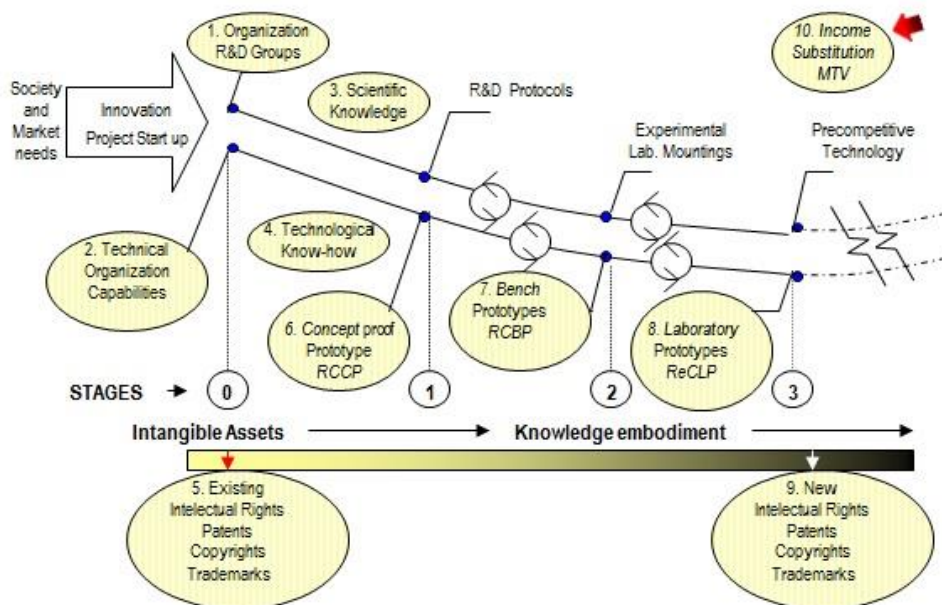 1. Organization
R&D Groups
10. Income
Substitution
MTV
Society
and
Market
needs
Innovation
Project Start up
3. Scientific
Knowledge
R&D Protocols
Experimental
Lab. Mountings
Precompetitive
Technology
2. Technical
Organization
Capabilities
4. Technological
Know-how
6. Concept proof
Prototype
RCCP
7. Bench
Prototypes
RCBP
8. Laboratory
Prototypes
ReCLP
STAGES
0
1
2
3
Intangible Assets
Knowledge embodiment
5. Existing
Intelectual Rights
Patents
Copyrights
Trademarks
9. New
Intelectual Rights
Patents
Copyrights
Trademarks